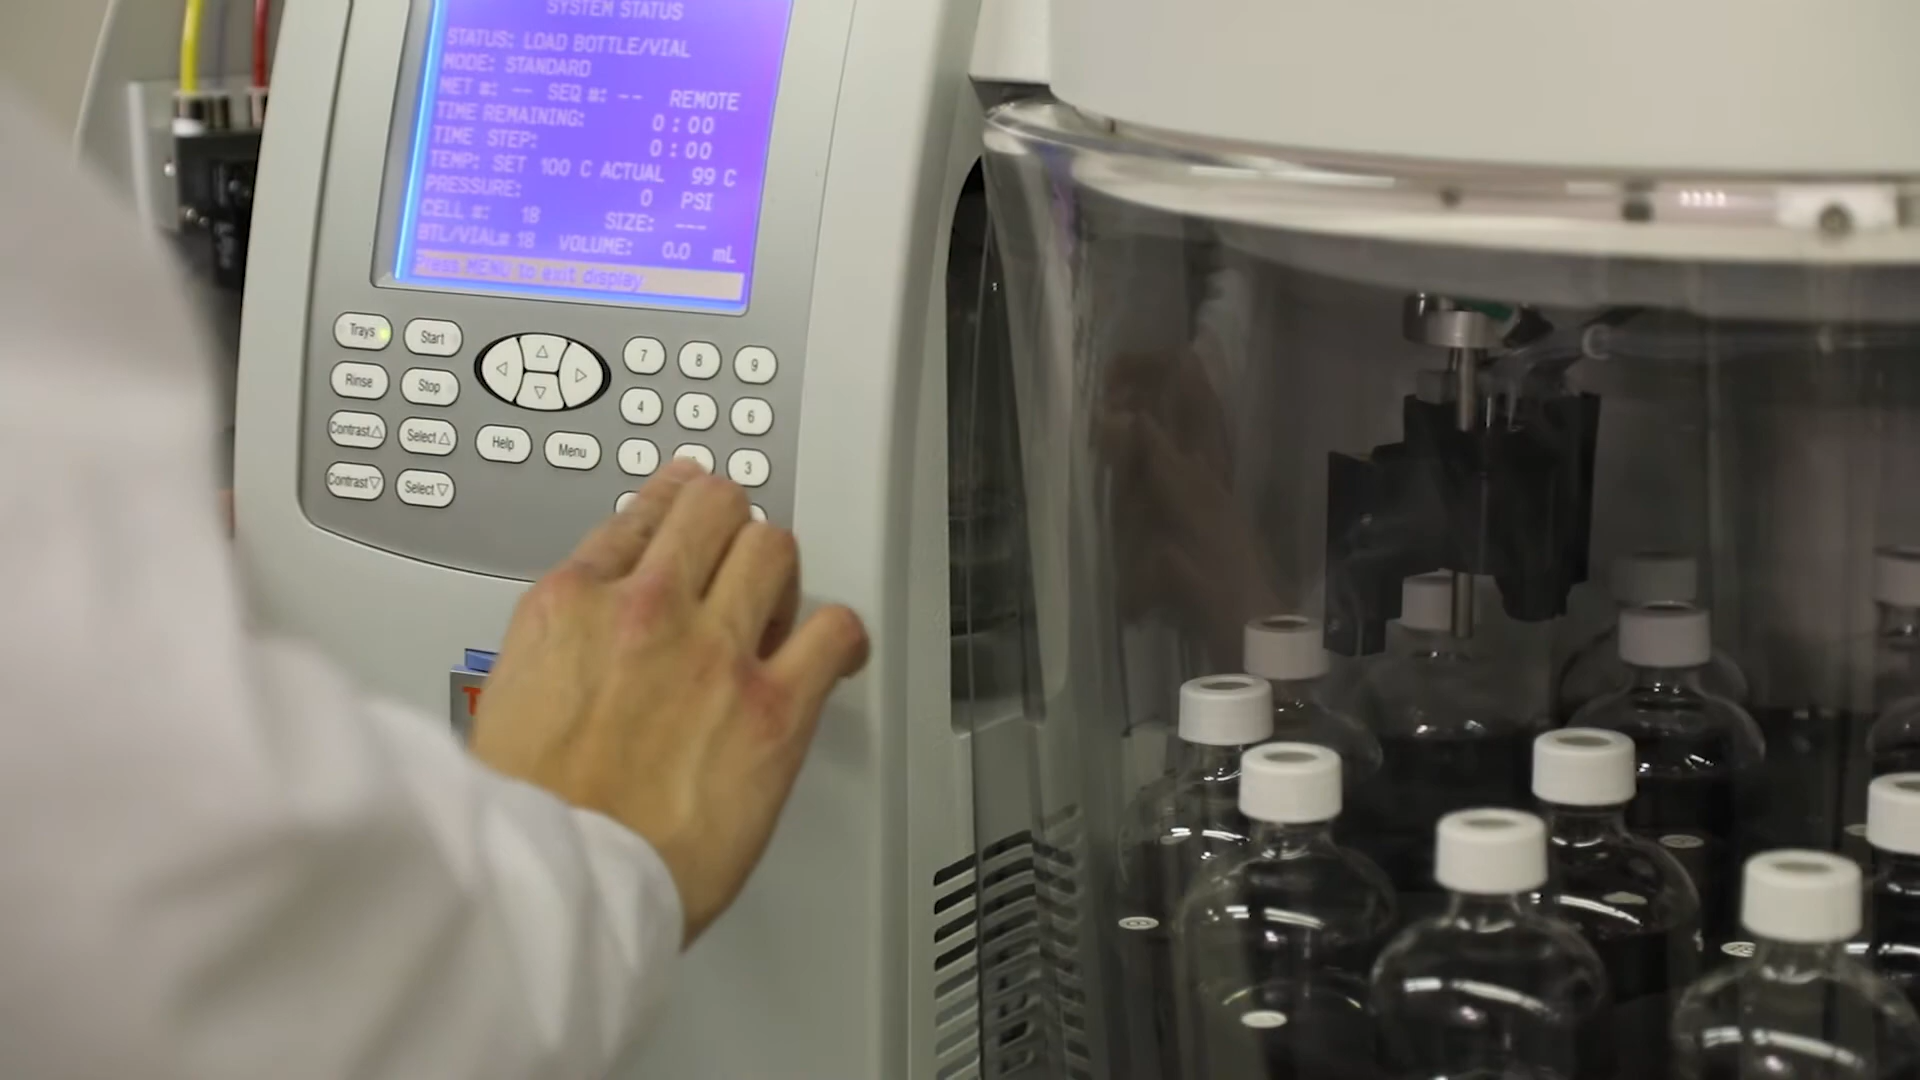 SYSTEM STATUS
STATUS: LOAD BOTTLE/VIAL
MODE: STANDARD
MET #: -- SEQ #: -- REMOTE
TIME REMAINING: 0:00
TIME STEP: 0:00
TEMP: SET 100 C ACTUAL 99 C
PRESSURE: 0 PSI
CELL #: 18 SIZE: ---
BTL/VIAL# 18 VOLUME: 0.0 mL
Press MENU to exit display
Trays Start 7 8 9
Rinse Stop 4 5 6
Contrast△ Select△ Help Menu 1 3
Contrast▽ Select▽
T